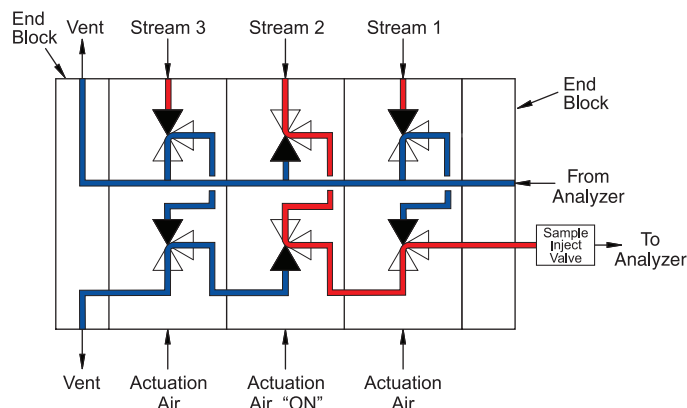 End
Block
Vent
Stream 3
Stream 2
Stream 1
End
Block
From
Analyzer
Sample
Inject
Valve
To
Analyzer
Vent
Actuation
Air
Actuation
Air "ON"
Actuation
Air